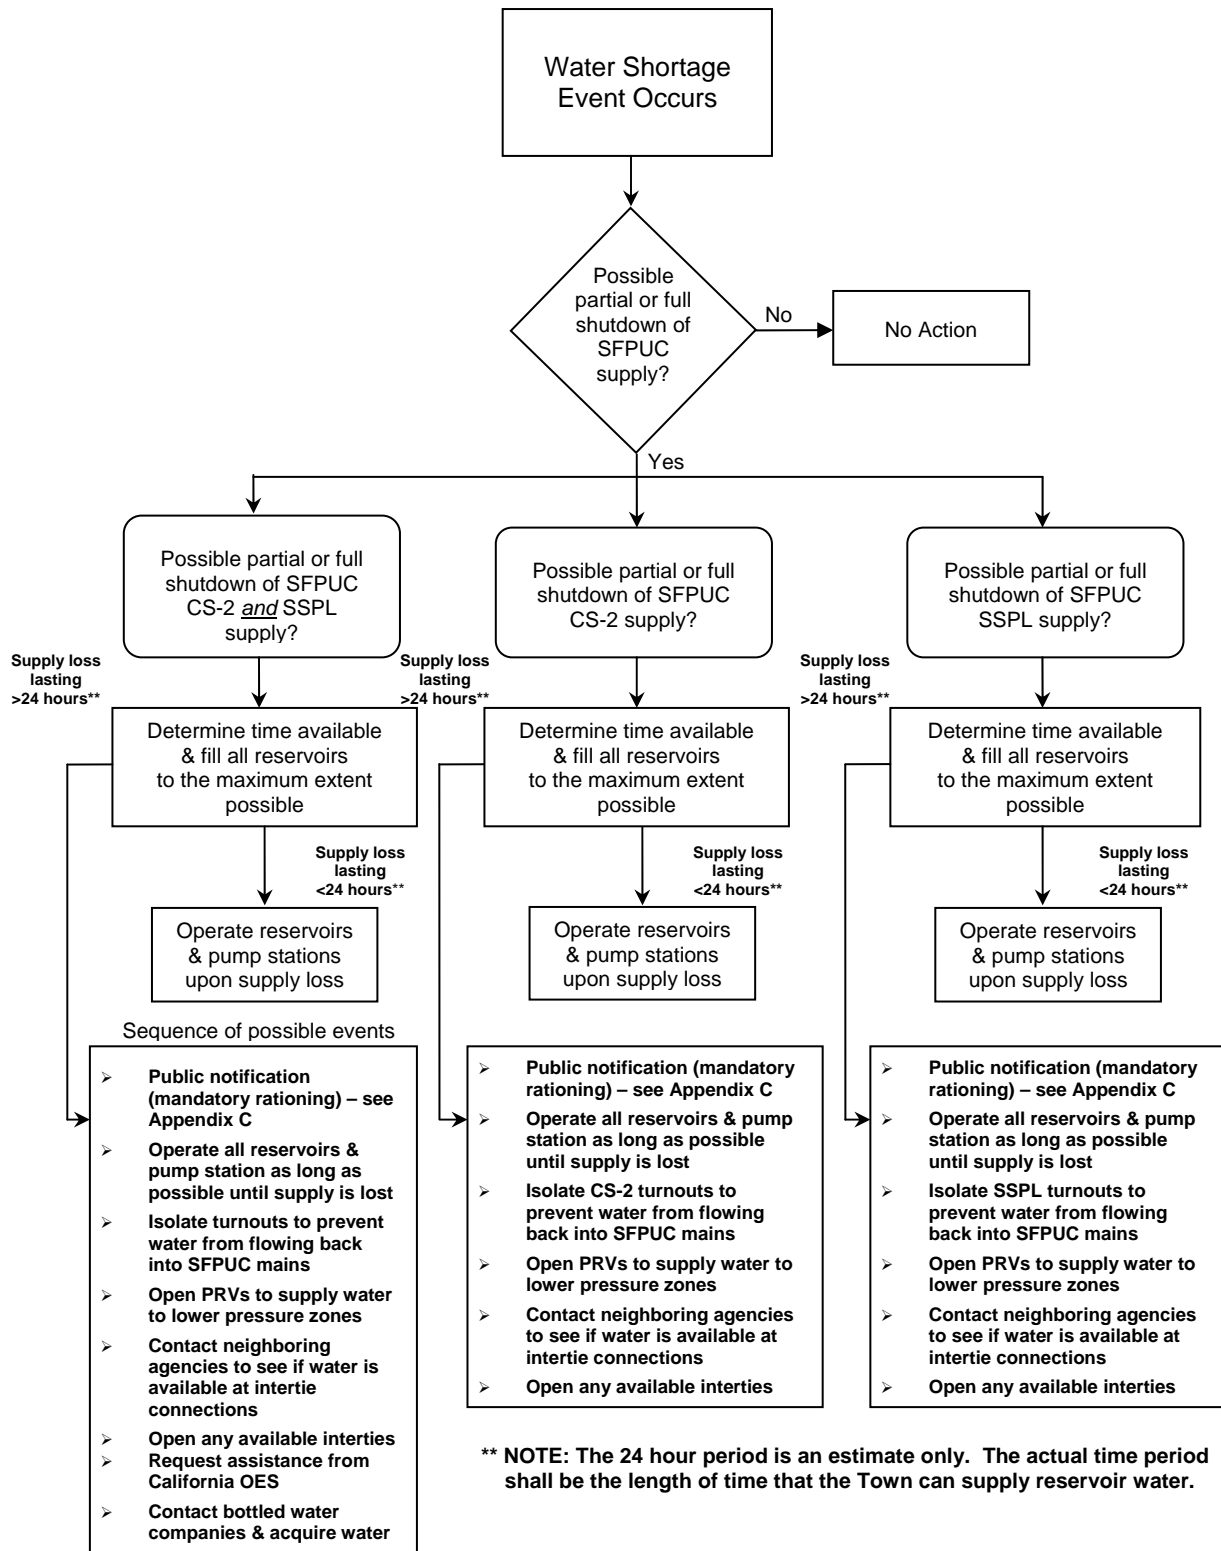 Water Shortage
Event Occurs
Possible
partial or full
shutdown of
SFPUC
supply?
No
No Action
Yes
Possible partial or full
shutdown of SFPUC
CS-2 and SSPL
supply?
Possible partial or full
shutdown of SFPUC
CS-2 supply?
Possible partial or full
shutdown of SFPUC
SSPL supply?
Supply loss
lasting
>24 hours**
Supply loss
lasting
>24 hours**
Supply loss
lasting
>24 hours**
Determine time available
& fill all reservoirs
to the maximum extent
possible
Determine time available
& fill all reservoirs
to the maximum extent
possible
Determine time available
& fill all reservoirs
to the maximum extent
possible
Supply loss
lasting
<24 hours**
Supply loss
lasting
<24 hours**
Supply loss
lasting
<24 hours**
Operate reservoirs
& pump stations
upon supply loss
Operate reservoirs
& pump stations
upon supply loss
Operate reservoirs
& pump stations
upon supply loss
Sequence of possible events
➢ Public notification
(mandatory rationing) – see
Appendix C
➢ Operate all reservoirs &
pump station as long as
possible until supply is lost
➢ Isolate turnouts to prevent
water from flowing back
into SFPUC mains
➢ Open PRVs to supply water
to lower pressure zones
➢ Contact neighboring
agencies to see if water is
available at intertie
connections
➢ Open any available interties
➢ Request assistance from
California OES
➢ Contact bottled water
companies & acquire water
➢ Public notification (mandatory
rationing) – see Appendix C
➢ Operate all reservoirs & pump
station as long as possible
until supply is lost
➢ Isolate CS-2 turnouts to
prevent water from flowing
back into SFPUC mains
➢ Open PRVs to supply water to
lower pressure zones
➢ Contact neighboring agencies
to see if water is available at
intertie connections
➢ Open any available interties
➢ Public notification (mandatory
rationing) – see Appendix C
➢ Operate all reservoirs & pump
station as long as possible
until supply is lost
➢ Isolate SSPL turnouts to
prevent water from flowing
back into SFPUC mains
➢ Open PRVs to supply water to
lower pressure zones
➢ Contact neighboring agencies
to see if water is available at
intertie connections
➢ Open any available interties
** NOTE: The 24 hour period is an estimate only. The actual time period
shall be the length of time that the Town can supply reservoir water.